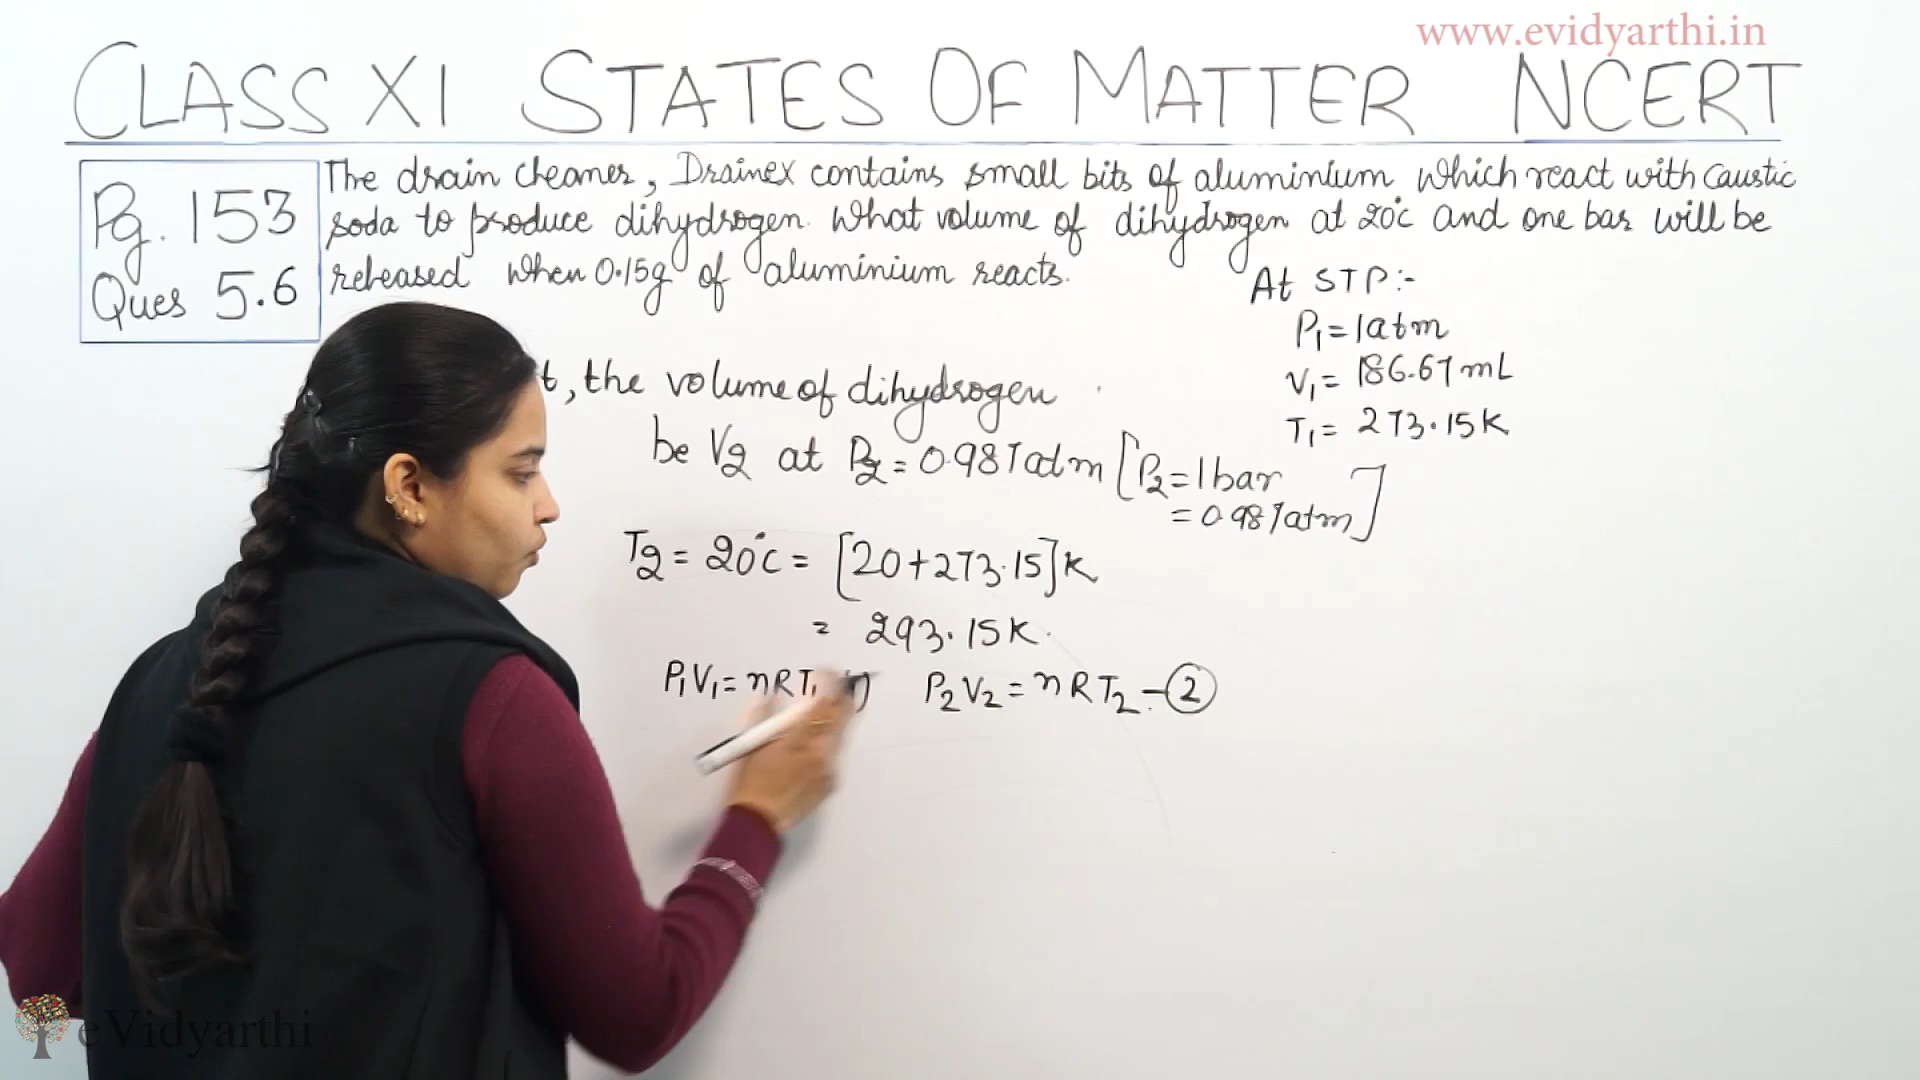 www.evidyarthi.in
CLASS XI STATES OF MATTER NCERT
Pg. 153
Ques 5.6
The drain cleaner, Drainex contains small bits of aluminium which react with caustic
soda to produce dihydrogen. What volume of dihydrogen at 20°C and one bar will be
released when 0.15g of aluminium reacts.
At STP:-
P₁=1atm
V₁= 186.67mL
T₁= 273.15K
t, the volume of dihydrogen
be V2 at P2=0.987atm [P2=1bar
=0.987atm]
T2=20°C= [20+273.15]K
= 293.15K.
P₁V₁=nRT₁
P2V2=nRT2-②
eVidyarthi